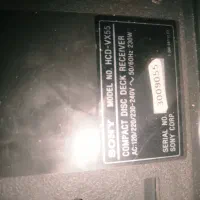 SONY
MODEL NO. HCD-VX55
COMPACT DISC DECK RECEIVER
AC:120/220/230-240V ~ 50/60Hz 230W
SERIAL NO.
3009055
SONY CORP.